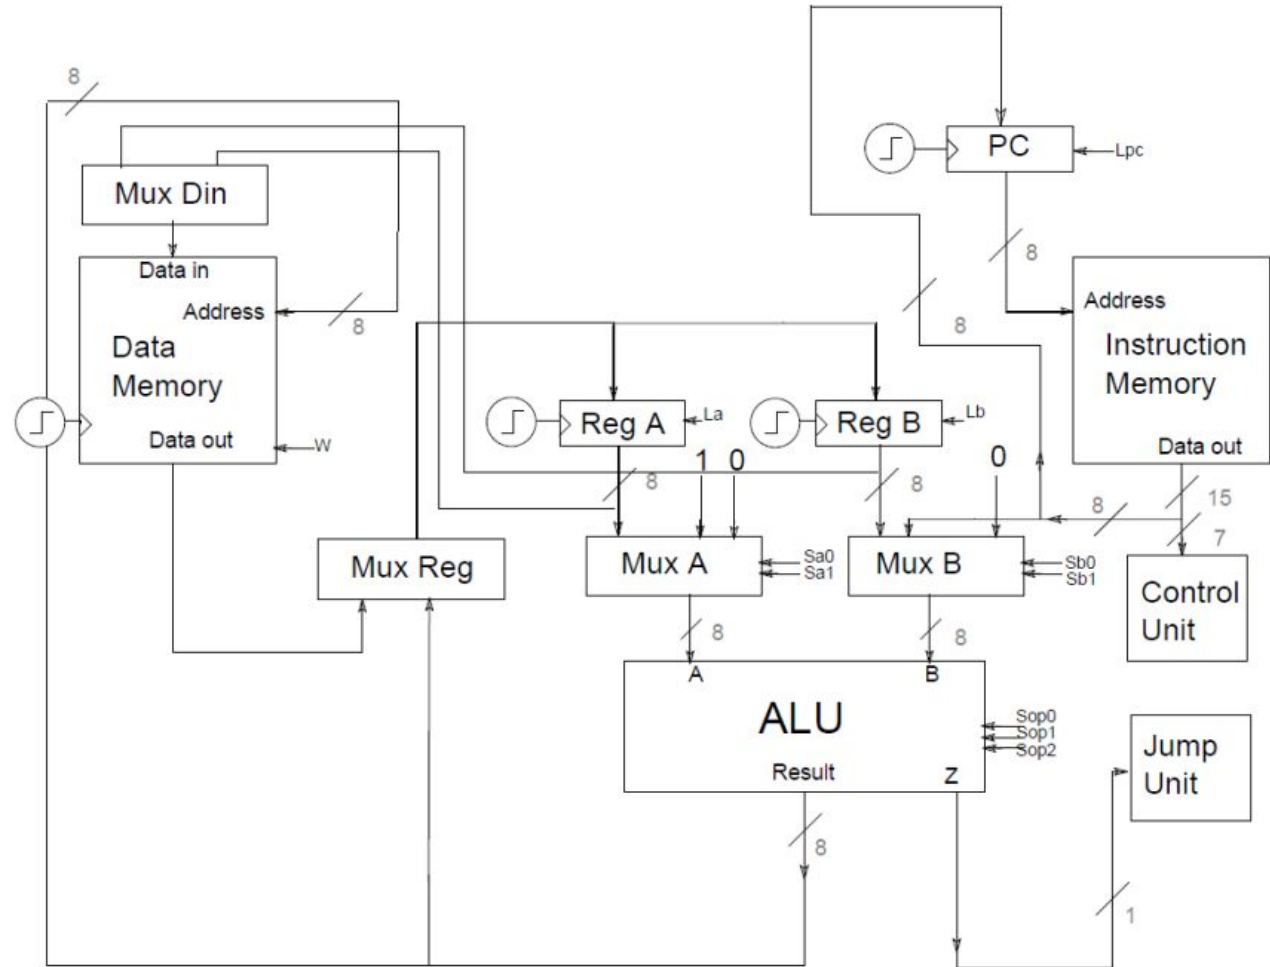 8
PC
Lpc
Mux Din
8
Data in
Address
8
Data
Memory
Data out
W
8
8
Address
Instruction
Memory
Data out
Reg A
La
Reg B
Lb
1 0
0
8
8
15
8
7
Mux Reg
Mux A
Sa0
Sa1
Mux B
Sb0
Sb1
Control
Unit
8
8
A
B
ALU
Sop0
Sop1
Sop2
Result
Z
Jump
Unit
8
1